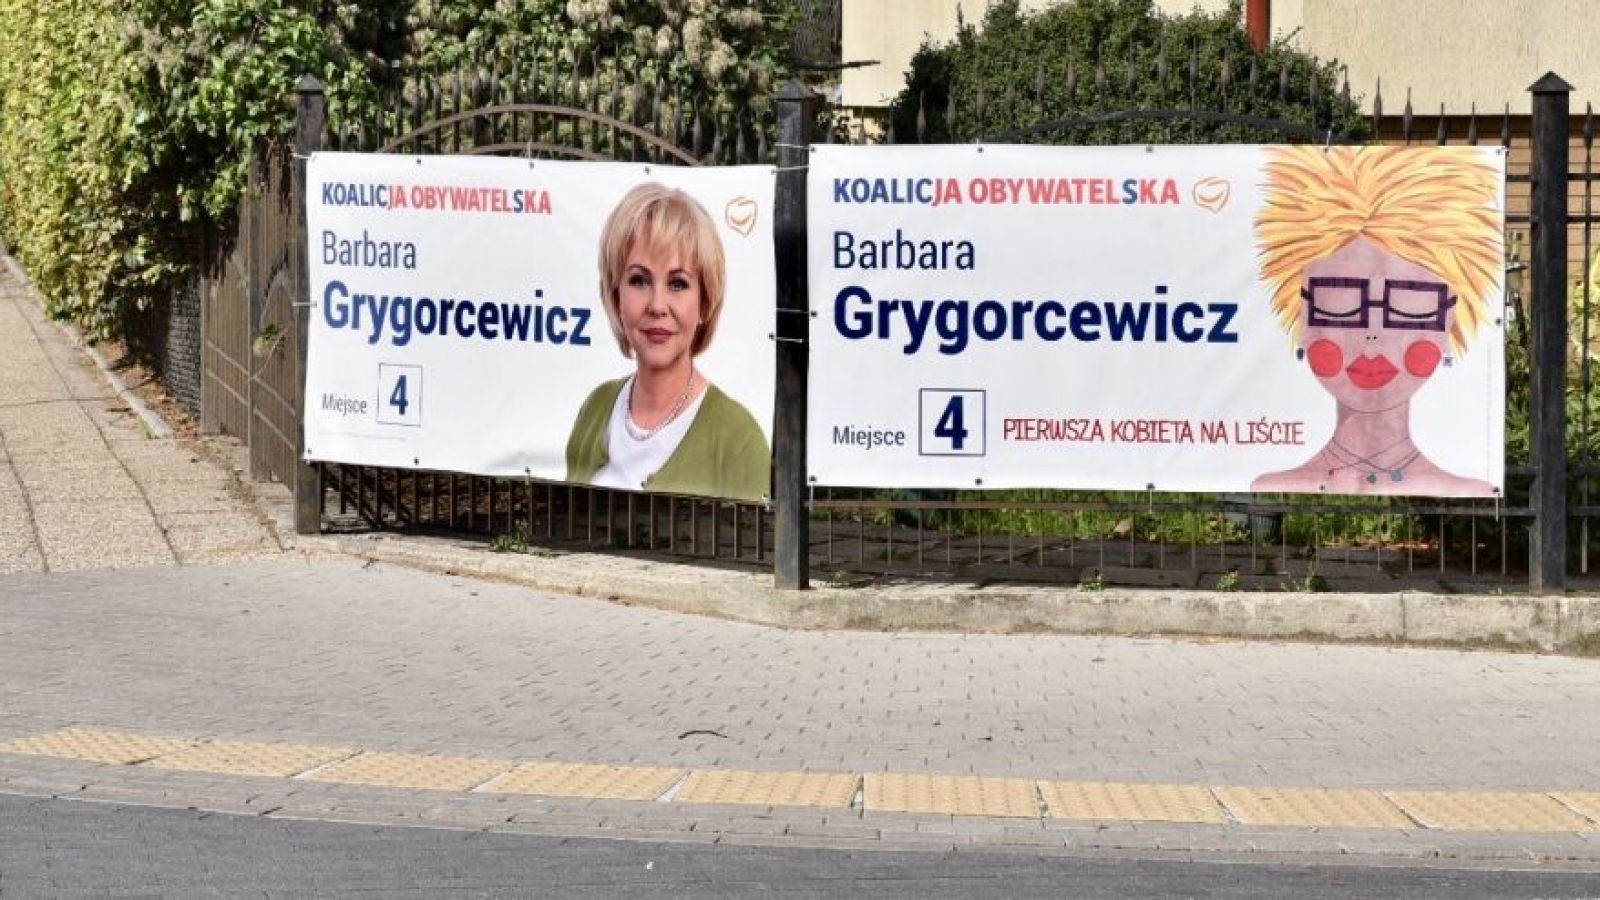 KOALICJA OBYWATELSKA
Barbara
Grygorcewicz
Miejsce 4
KOALICJA OBYWATELSKA
Barbara
Grygorcewicz
Miejsce 4 PIERWSZA KOBIETA NA LIŚCIE